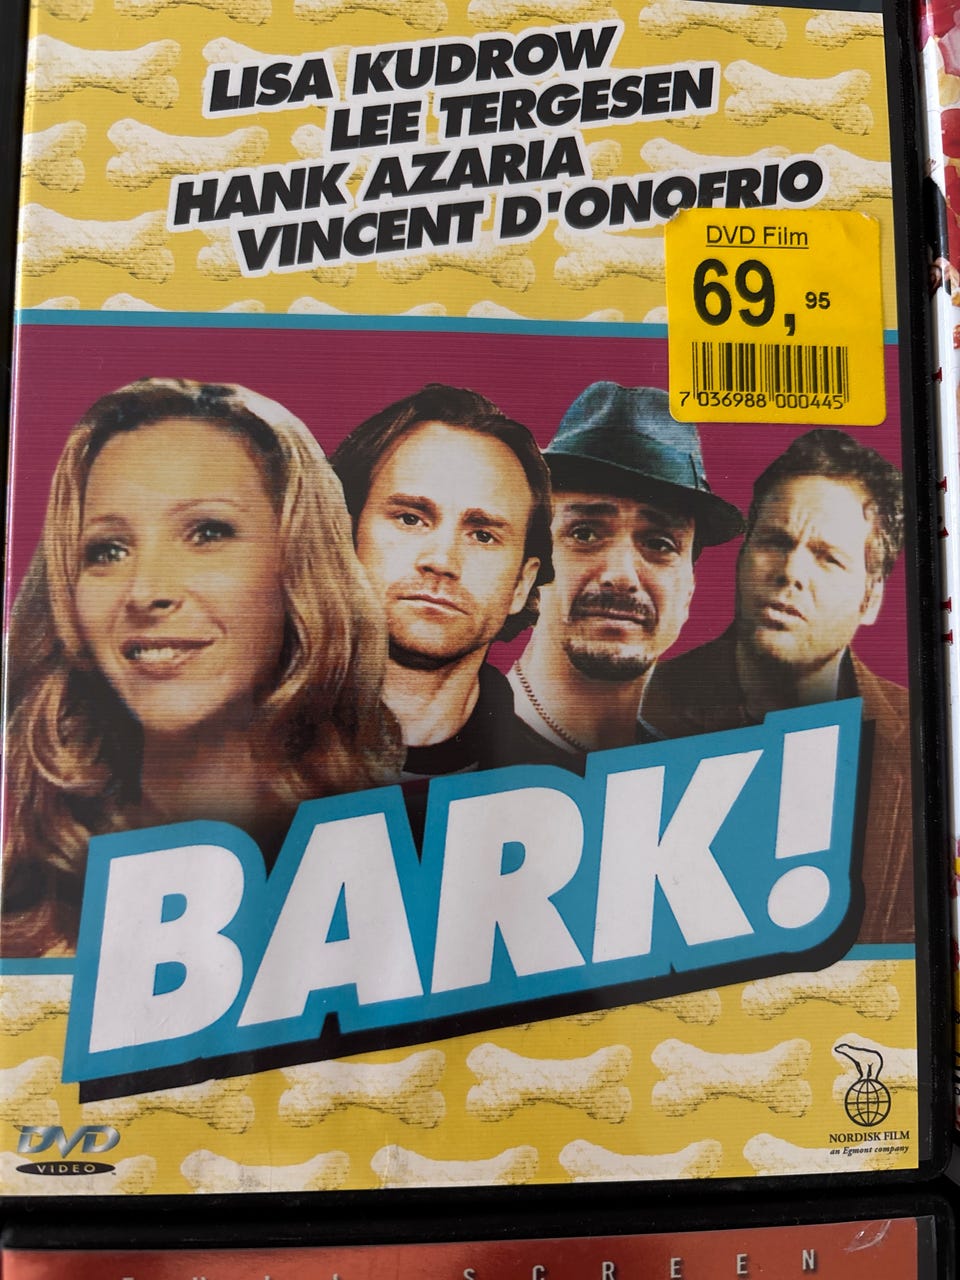 LISA KUDROW
LEE TERGESEN
HANK AZARIA
VINCENT D'ONOFRIO
DVD Film
69,95
7 036988 000445
BARK!
DVD
VIDEO
NORDISK FILM
an Egmont company
SCREEN